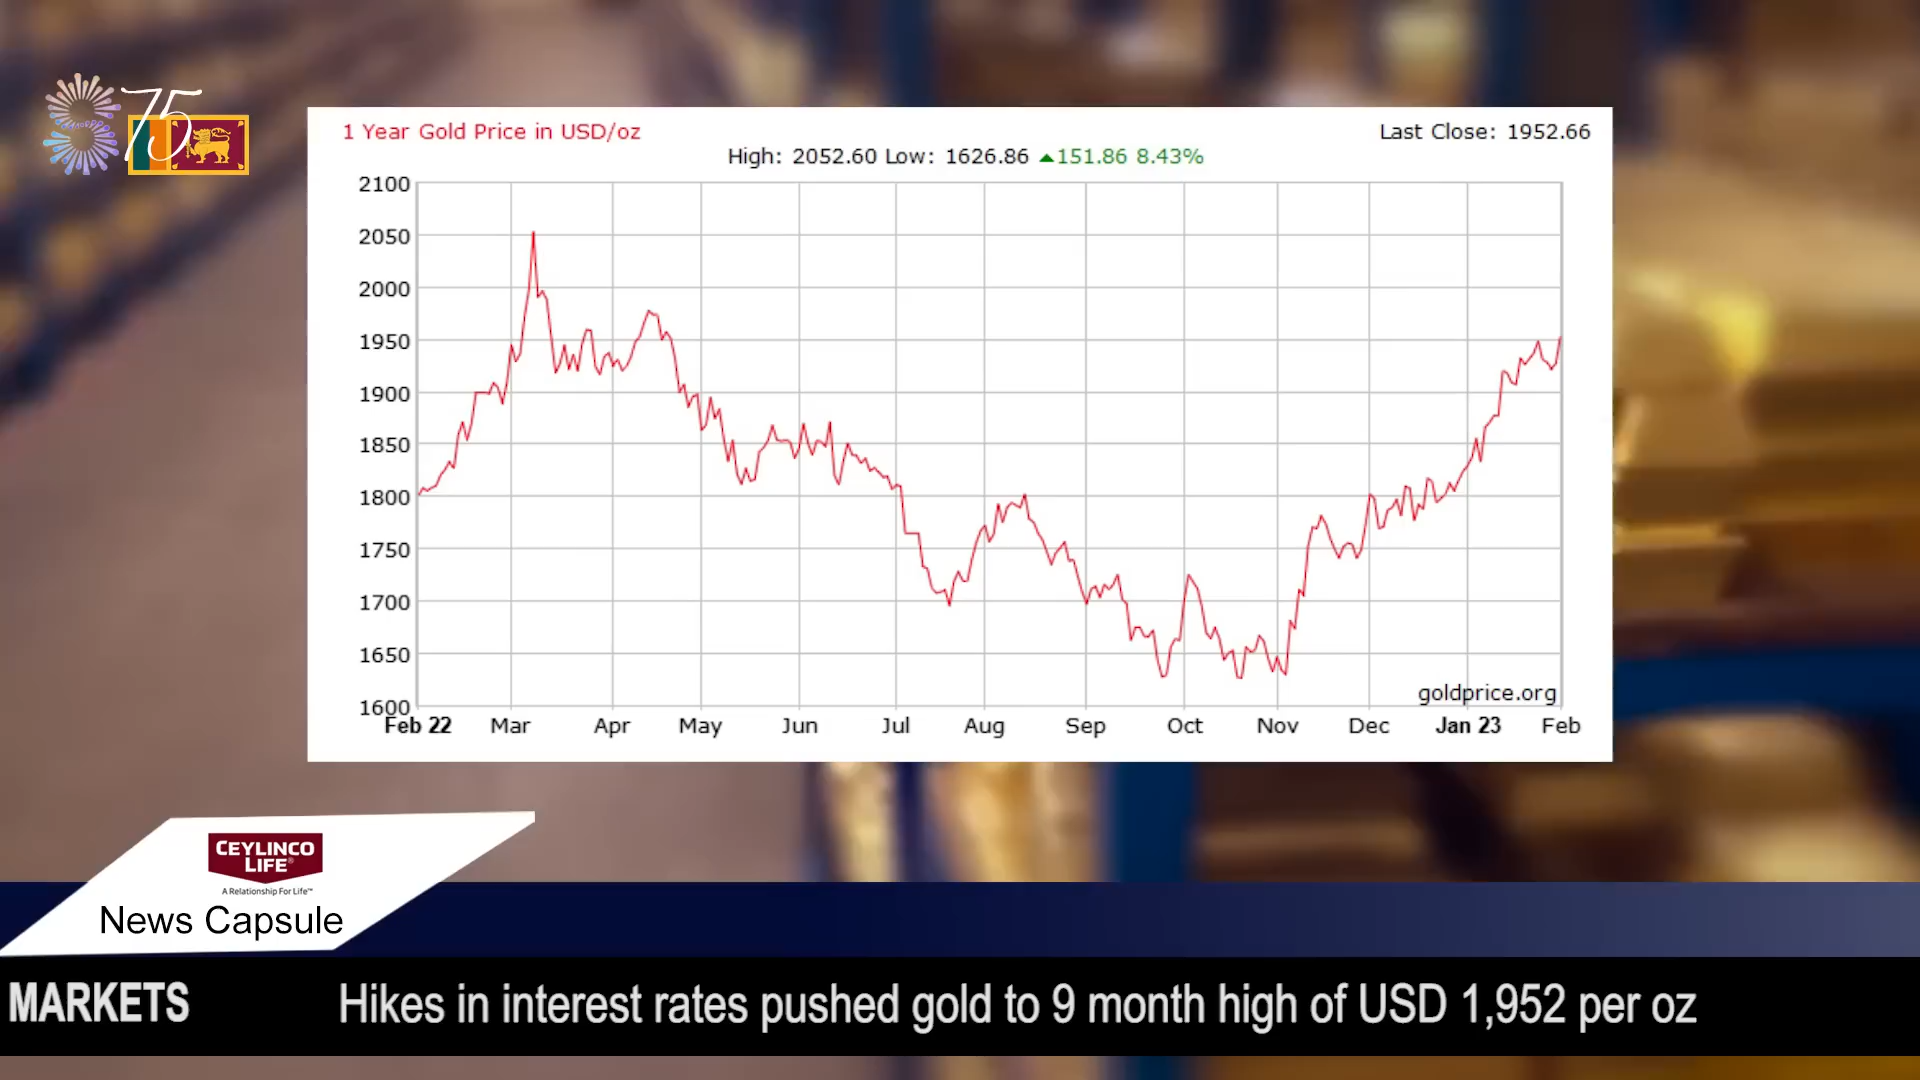 75
1 Year Gold Price in USD/oz
Last Close: 1952.66
High: 2052.60 Low: 1626.86 ▲151.86 8.43%
2100
2050
2000
1950
1900
1850
1800
1750
1700
1650
1600
goldprice.org
Feb 22 Mar Apr May Jun Jul Aug Sep Oct Nov Dec Jan 23 Feb
CEYLINCO
LIFE®
A Relationship For Life™
News Capsule
MARKETS Hikes in interest rates pushed gold to 9 month high of USD 1,952 per oz